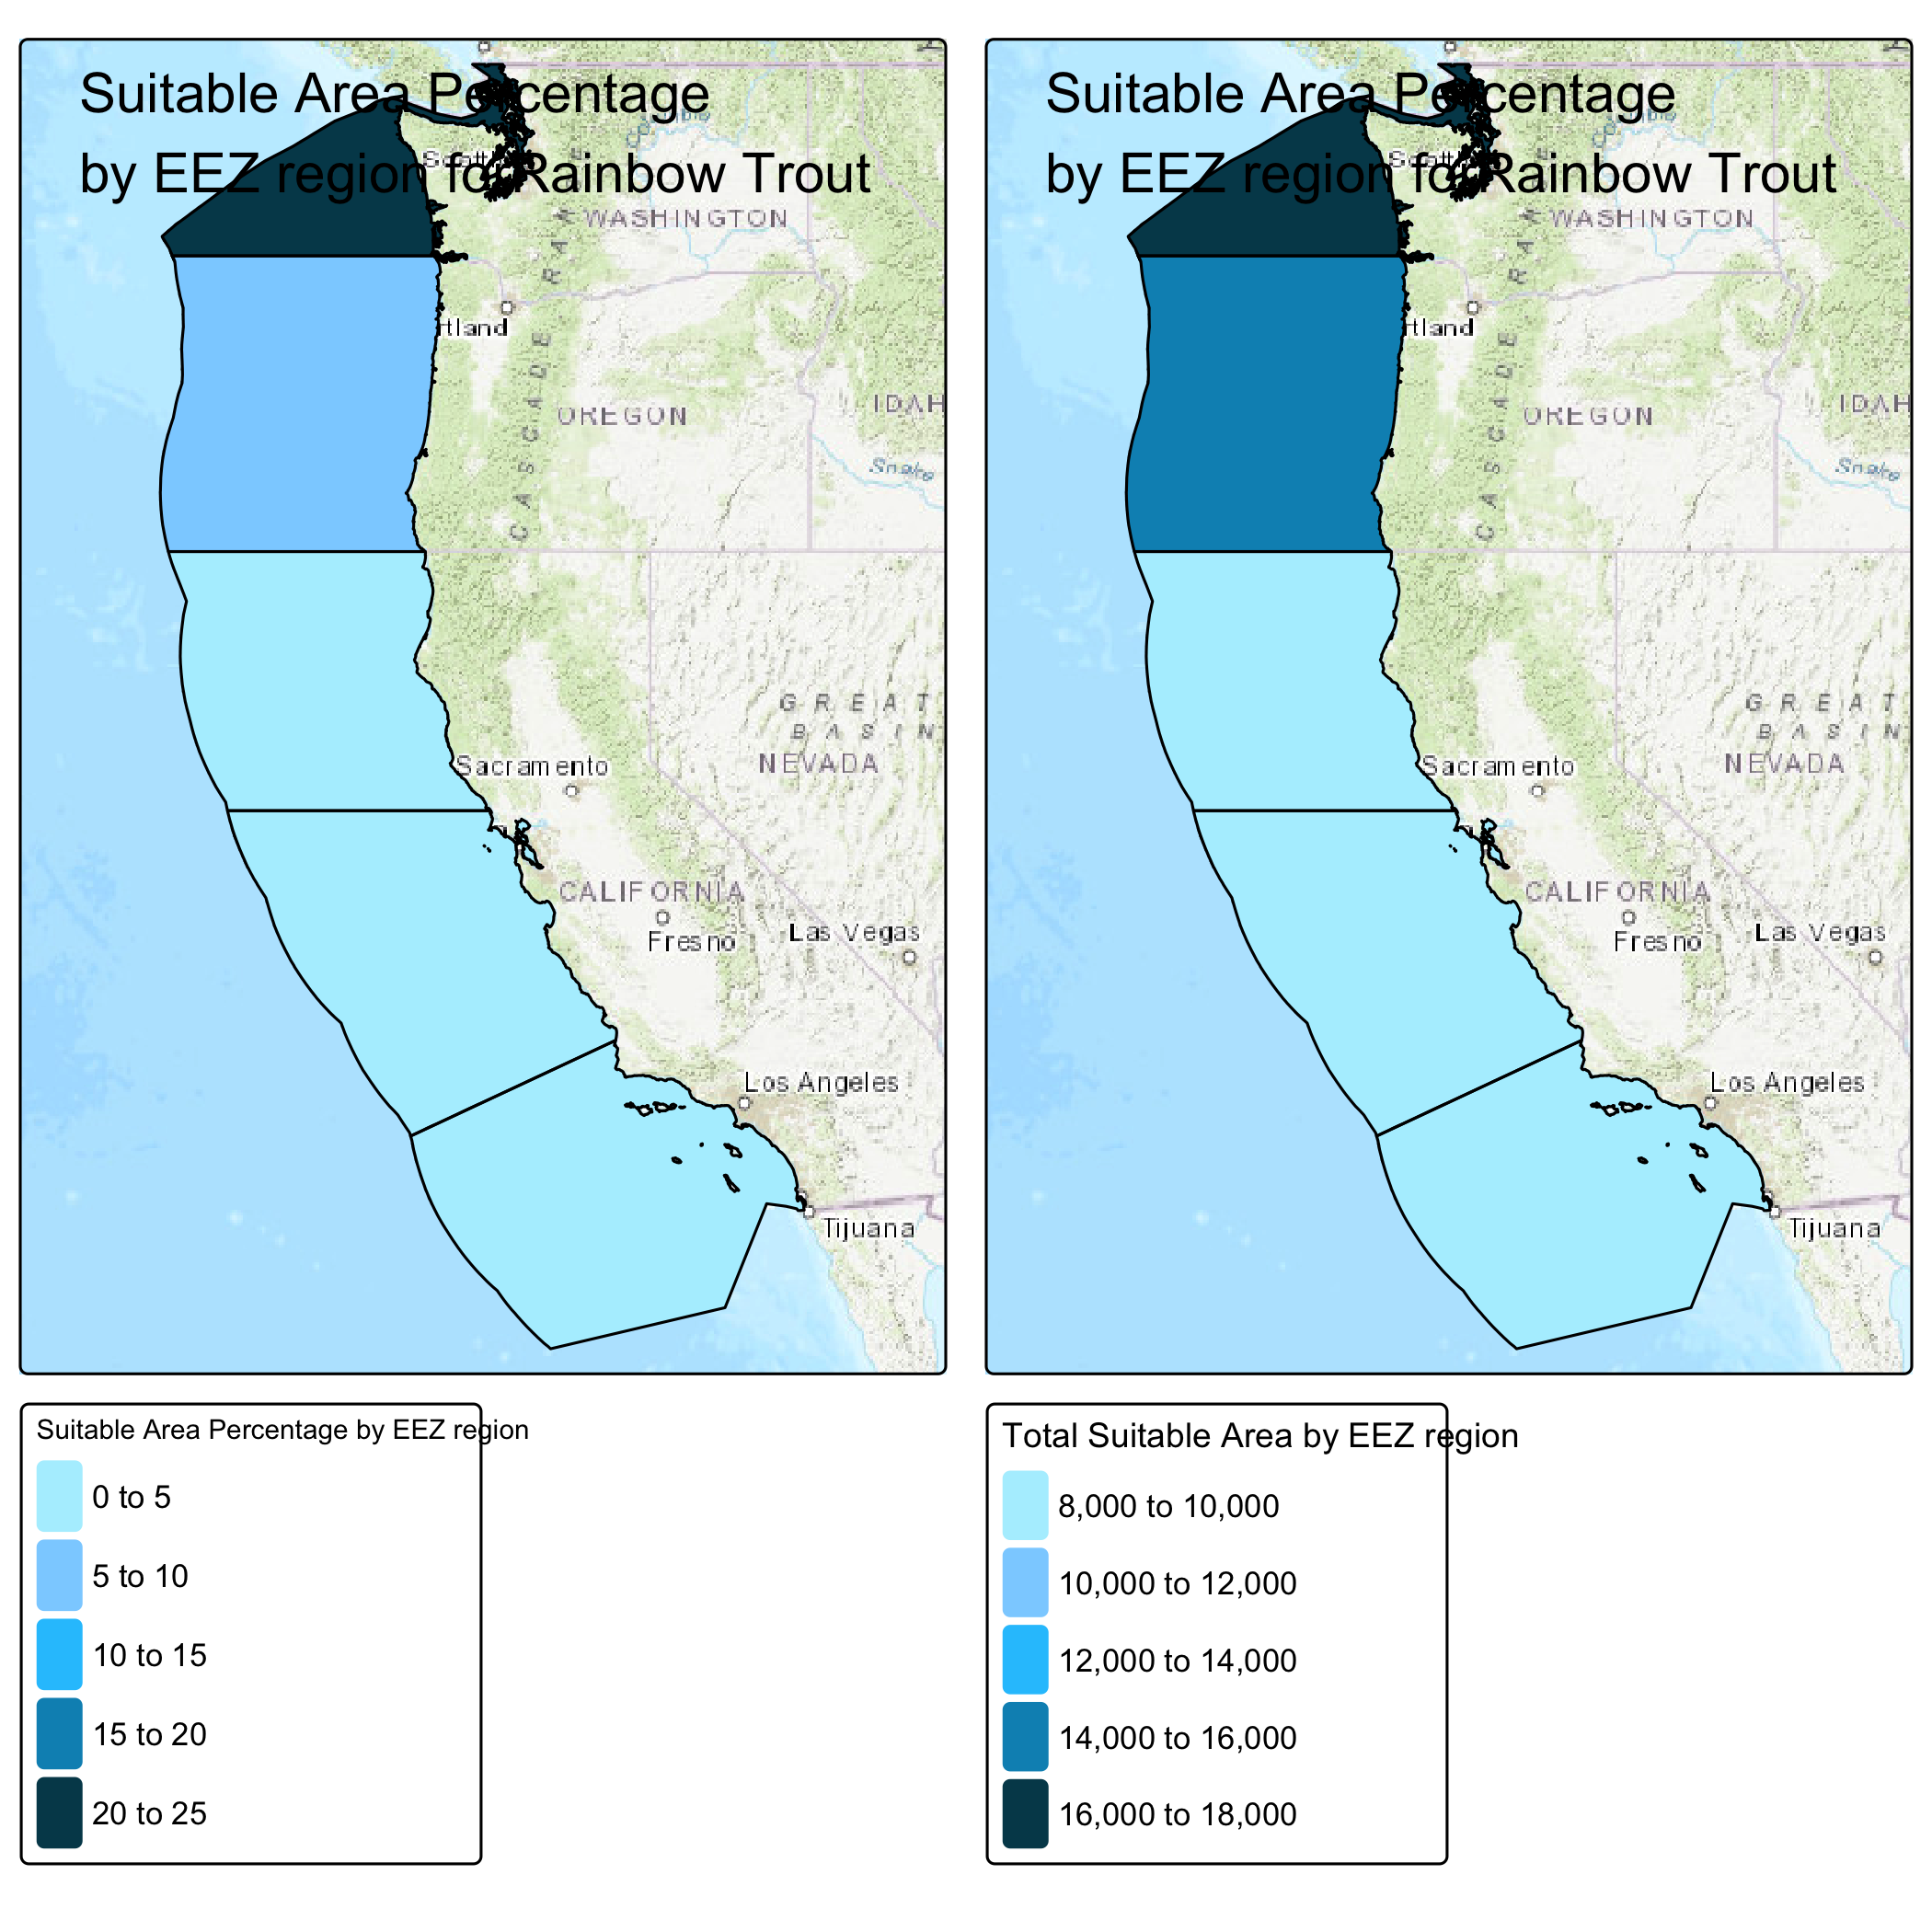 Suitable Area Percentage
by EEZ region for Rainbow Trout
WASHINGTON
rtland
CASCADE RA
OREGON
IDAH
Snake
GREAT
BASIN
NEVADA
Sacramento
CALIFORNIA
Fresno
Las Vegas
Los Angeles
Tijuana
Suitable Area Percentage by EEZ region
0 to 5
5 to 10
10 to 15
15 to 20
20 to 25
Suitable Area Percentage
by EEZ region for Rainbow Trout
WASHINGTON
rtland
CASCADE RA
OREGON
IDAH
Snake
GREAT
BASIN
NEVADA
Sacramento
CALIFORNIA
Fresno
Las Vegas
Los Angeles
Tijuana
Total Suitable Area by EEZ region
8,000 to 10,000
10,000 to 12,000
12,000 to 14,000
14,000 to 16,000
16,000 to 18,000